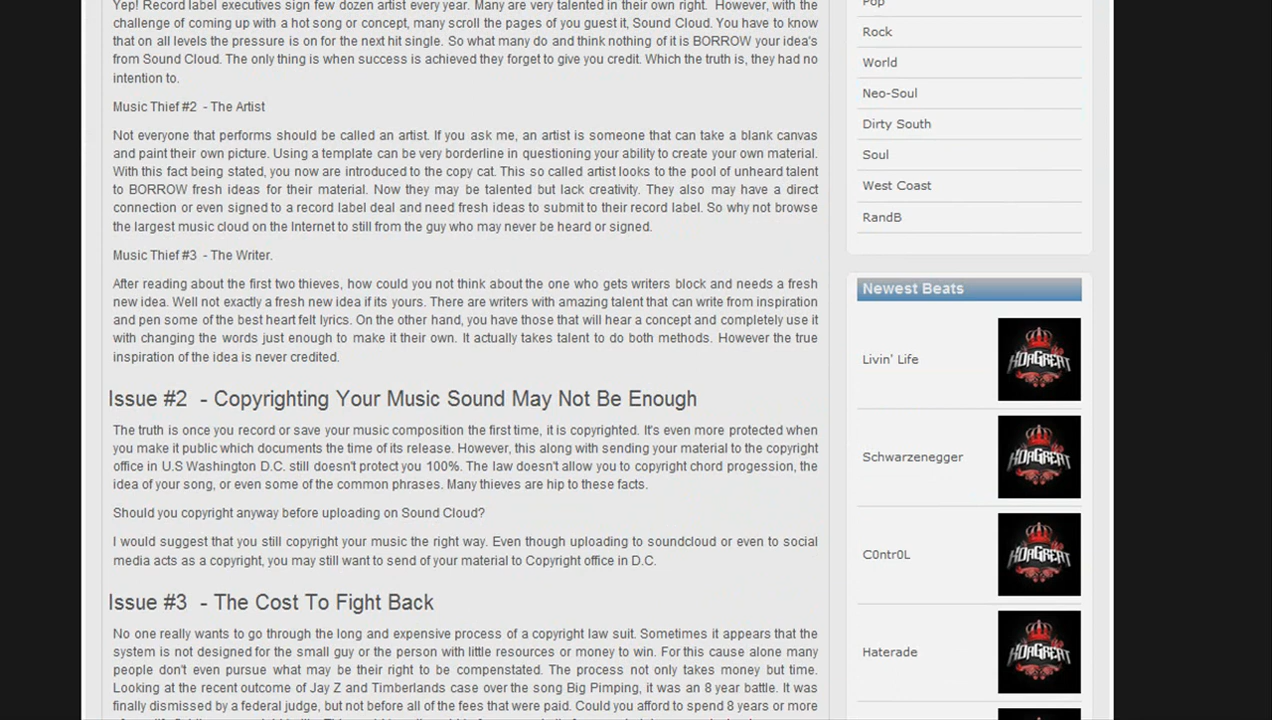 Yep! Record label executives sign few dozen artist every year. Many are very talented in their own right. However, with the
challenge of coming up with a hot song or concept, many scroll the pages of you guest it, Sound Cloud. You have to know
that on all levels the pressure is on for the next hit single. So what many do and think nothing of it is BORROW your idea's
from Sound Cloud. The only thing is when success is achieved they forget to give you credit. Which the truth is, they had no
intention to.
Music Thief #2 - The Artist
Not everyone that performs should be called an artist. If you ask me, an artist is someone that can take a blank canvas
and paint their own picture. Using a template can be very borderline in questioning your ability to create your own material.
With this fact being stated, you now are introduced to the copy cat. This so called artist looks to the pool of unheard talent
to BORROW fresh ideas for their material. Now they may be talented but lack creativity. They also may have a direct
connection or even signed to a record label deal and need fresh ideas to submit to their record label. So why not browse
the largest music cloud on the Internet to still from the guy who may never be heard or signed.
Music Thief #3 - The Writer.
After reading about the first two thieves, how could you not think about the one who gets writers block and needs a fresh
new idea. Well not exactly a fresh new idea if its yours. There are writers with amazing talent that can write from inspiration
and pen some of the best heart felt lyrics. On the other hand, you have those that will hear a concept and completely use it
with changing the words just enough to make it their own. It actually takes talent to do both methods. However the true
inspiration of the idea is never credited.
Issue #2 - Copyrighting Your Music Sound May Not Be Enough
The truth is once you record or save your music composition the first time, it is copyrighted. It's even more protected when
you make it public which documents the time of its release. However, this along with sending your material to the copyright
office in U.S Washington D.C. still doesn't protect you 100%. The law doesn't allow you to copyright chord progession, the
idea of your song, or even some of the common phrases. Many thieves are hip to these facts.
Should you copyright anyway before uploading on Sound Cloud?
I would suggest that you still copyright your music the right way. Even though uploading to soundcloud or even to social
media acts as a copyright, you may still want to send of your material to Copyright office in D.C.
Issue #3 - The Cost To Fight Back
No one really wants to go through the long and expensive process of a copyright law suit. Sometimes it appears that the
system is not designed for the small guy or the person with little resources or money to win. For this cause alone many
people don't even pursue what may be their right to be compenstated. The process not only takes money but time.
Looking at the recent outcome of Jay Z and Timberlands case over the song Big Pimping, it was an 8 year battle. It was
finally dismissed by a federal judge, but not before all of the fees that were paid. Could you afford to spend 8 years or more
Pop
Rock
World
Neo-Soul
Dirty South
Soul
West Coast
RandB
Newest Beats
Livin' Life
KDAGREAT
Schwarzenegger
KDAGREAT
C0ntr0L
KDAGREAT
Haterade
KDAGREAT